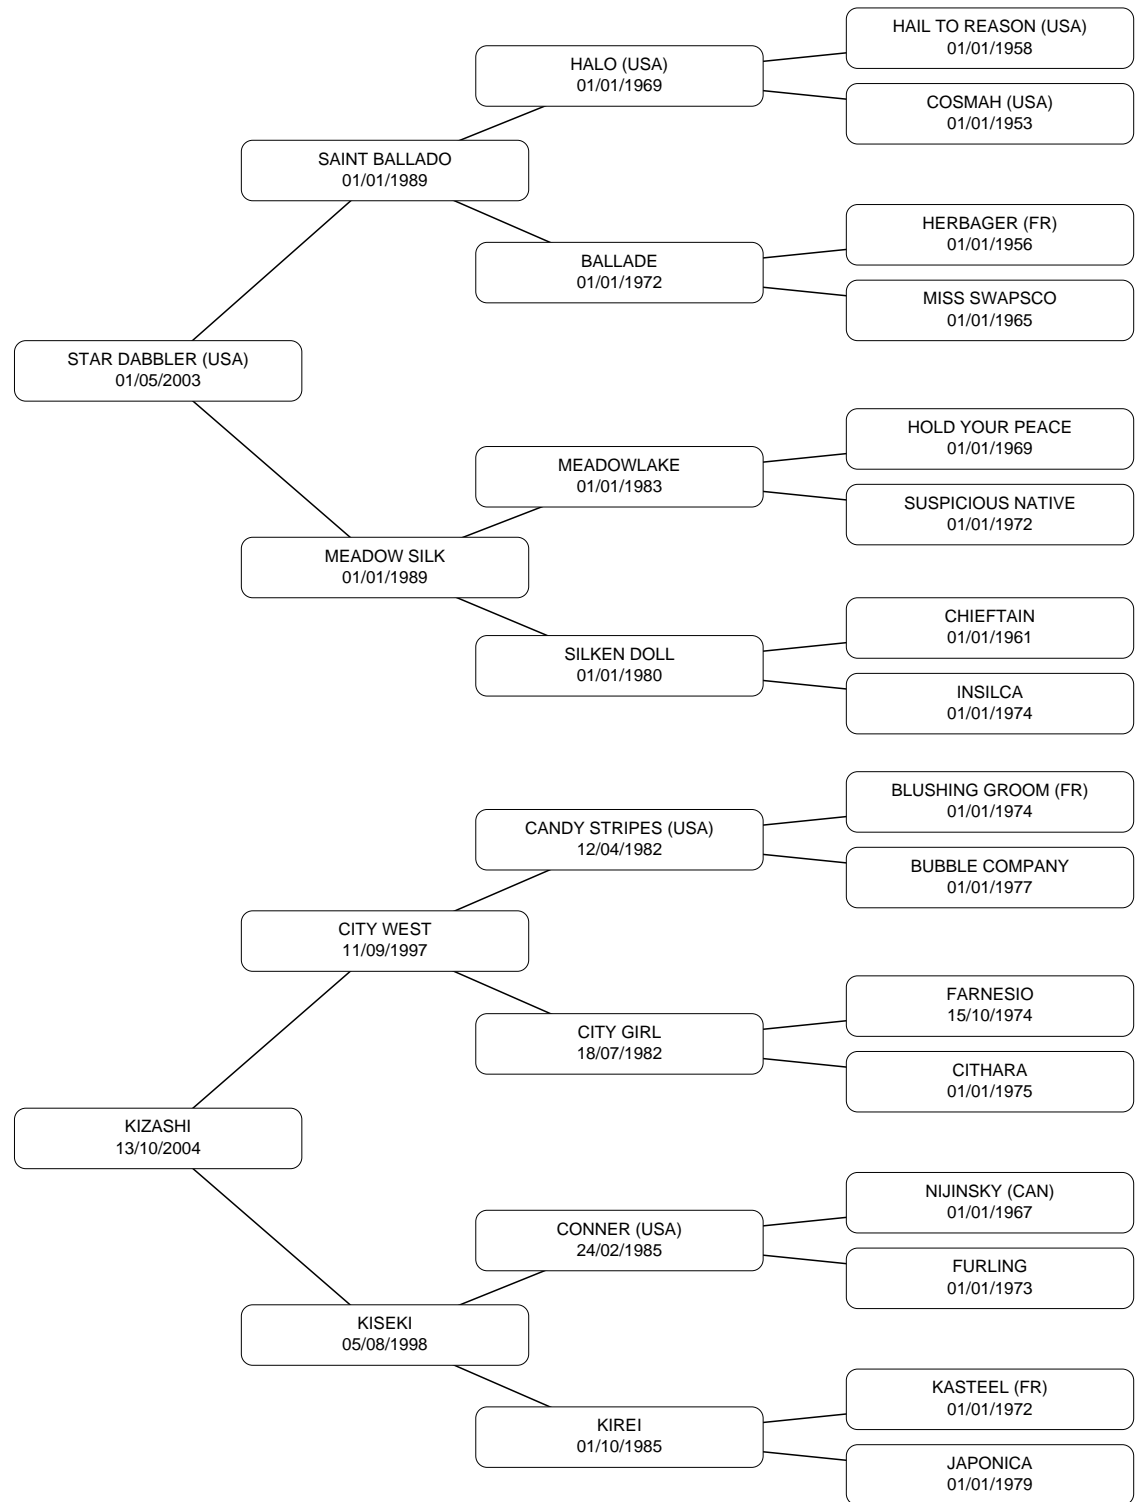 HAIL TO REASON (USA)
01/01/1958
HALO (USA)
01/01/1969
COSMAH (USA)
01/01/1953
SAINT BALLADO
01/01/1989
HERBAGER (FR)
01/01/1956
BALLADE
01/01/1972
MISS SWAPSCO
01/01/1965
STAR DABBLER (USA)
01/05/2003
HOLD YOUR PEACE
01/01/1969
MEADOWLAKE
01/01/1983
SUSPICIOUS NATIVE
01/01/1972
MEADOW SILK
01/01/1989
CHIEFTAIN
01/01/1961
SILKEN DOLL
01/01/1980
INSILCA
01/01/1974
BLUSHING GROOM (FR)
01/01/1974
CANDY STRIPES (USA)
12/04/1982
BUBBLE COMPANY
01/01/1977
CITY WEST
11/09/1997
FARNESIO
15/10/1974
CITY GIRL
18/07/1982
CITHARA
01/01/1975
KIZASHI
13/10/2004
NIJINSKY (CAN)
01/01/1967
CONNER (USA)
24/02/1985
FURLING
01/01/1973
KISEKI
05/08/1998
KASTEEL (FR)
01/01/1972
KIREI
01/10/1985
JAPONICA
01/01/1979